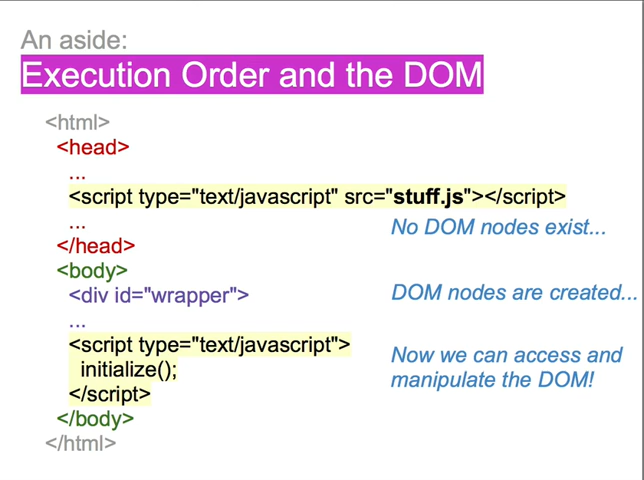 An aside:
Execution Order and the DOM
<html>
<head>
...
<script type="text/javascript" src="stuff.js"></script>
...
No DOM nodes exist...
</head>
<body>
<div id="wrapper">
DOM nodes are created...
...
<script type="text/javascript">
initialize();
</script>
Now we can access and
manipulate the DOM!
</body>
</html>